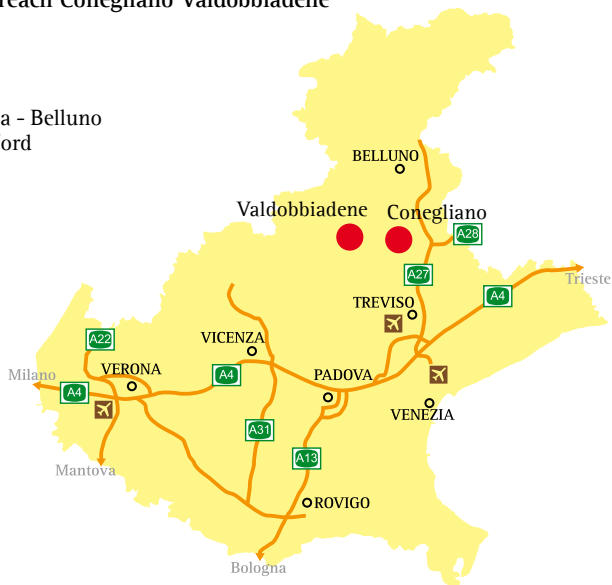 reach Conegliano Valdobbiadene
a - Belluno
ord
BELLUNO
Valdobbiadene
Conegliano
A28
A27
Trieste
A4
TREVISO
A22
VICENZA
VERONA
Milano
A4
A4
PADOVA
VENEZIA
A31
A13
Mantova
ROVIGO
Bologna